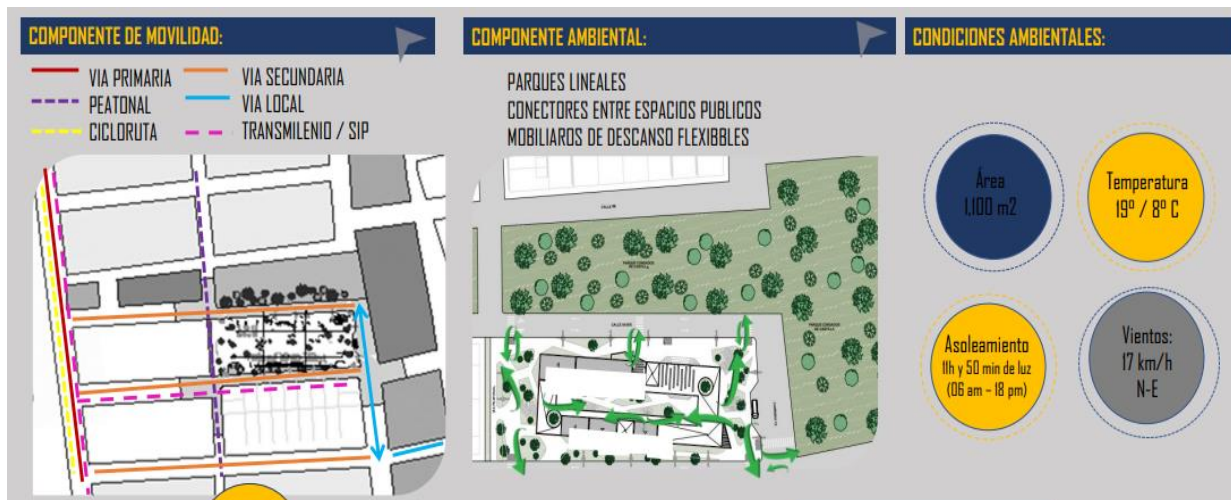 COMPONENTE DE MOVILIDAD:
VIA PRIMARIA
PEATONAL
CICLORUTA
VIA SECUNDARIA
VIA LOCAL
TRANSMILENIO / SIP
COMPONENTE AMBIENTAL:
PARQUES LINEALES
CONECTORES ENTRE ESPACIOS PUBLICOS
MOBILIAROS DE DESCANSO FLEXIBBLES
CONDICIONES AMBIENTALES:
Área
1,100 m2
Temperatura
19º / 8º C
Asoleamiento
11h y 50 min de luz
(06 am – 18 pm)
Vientos:
17 km/h
N-E